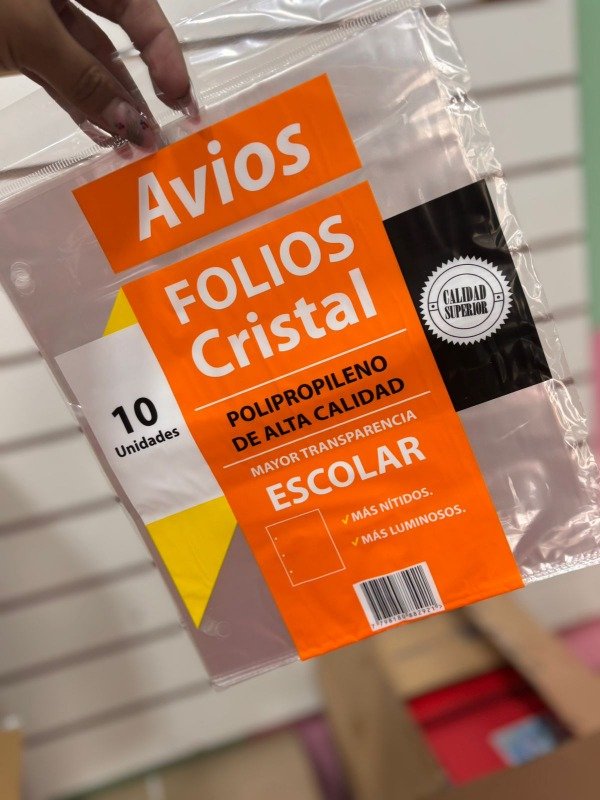 Avios
FOLIOS
Cristal
POLIPROPILENO
DE ALTA CALIDAD
MAYOR TRANSPARENCIA
ESCOLAR
✓MÁS NÍTIDOS.
✓MÁS LUMINOSOS.
10
Unidades
CALIDAD
SUPERIOR